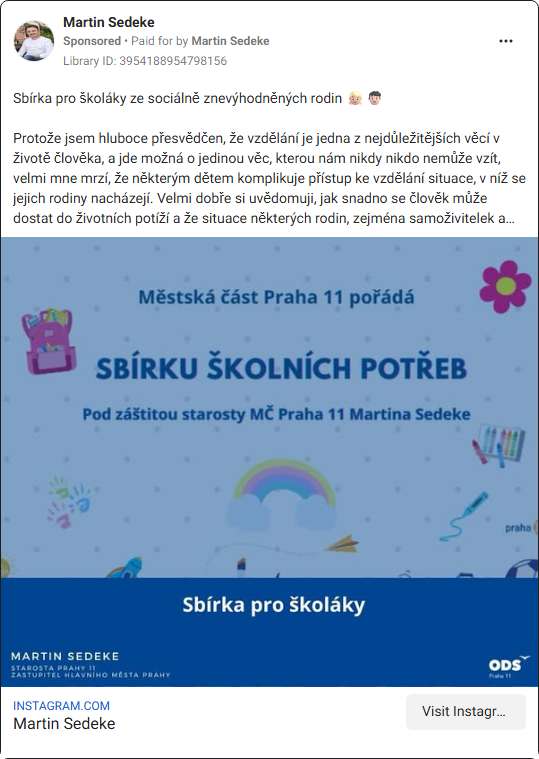 Martin Sedeke
Sponsored • Paid for by Martin Sedeke
Library ID: 3954188954798156
Sbírka pro školáky ze sociálně znevýhodněných rodin 👱🏼 👦🏻
Protože jsem hluboce přesvědčen, že vzdělání je jedna z nejdůležitějších věcí v
životě člověka, a jde možná o jedinou věc, kterou nám nikdy nikdo nemůže vzít,
velmi mne mrzí, že některým dětem komplikuje přístup ke vzdělání situace, v níž se
jejich rodiny nacházejí. Velmi dobře si uvědomuji, jak snadno se člověk může
dostat do životních potíží a že situace některých rodin, zejména samoživitelek a...
Městská část Praha 11 pořádá
SBÍRKU ŠKOLNÍCH POTŘEB
Pod záštitou starosty MČ Praha 11 Martina Sedeke
praha
Sbírka pro školáky
MARTIN SEDEKE
STAROSTA PRAHY 11
ZASTUPITEL HLAVNÍHO MĚSTA PRAHY
ODS
Praha 11
INSTAGRAM.COM
Martin Sedeke
Visit Instagr...